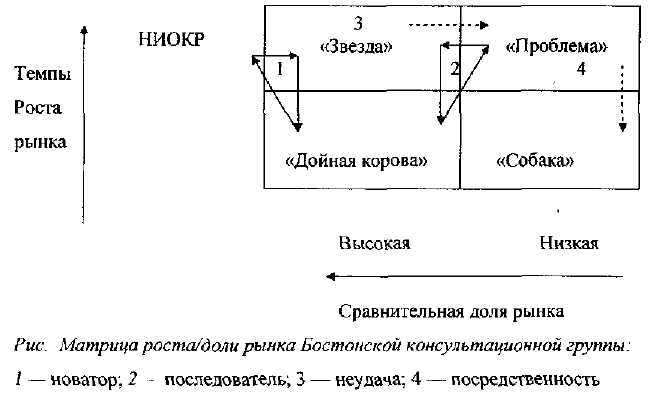 3
НИОКР
«Звезда» «Проблема»
1 2 4
Темпы
Роста
рынка
«Дойная корова» «Собака»
Высокая Низкая
Сравнительная доля рынка
Рис. Матрица роста/доли рынка Бостонской консультационной группы:
1 — новатор; 2 - последователь; 3 — неудача; 4 — посредственность